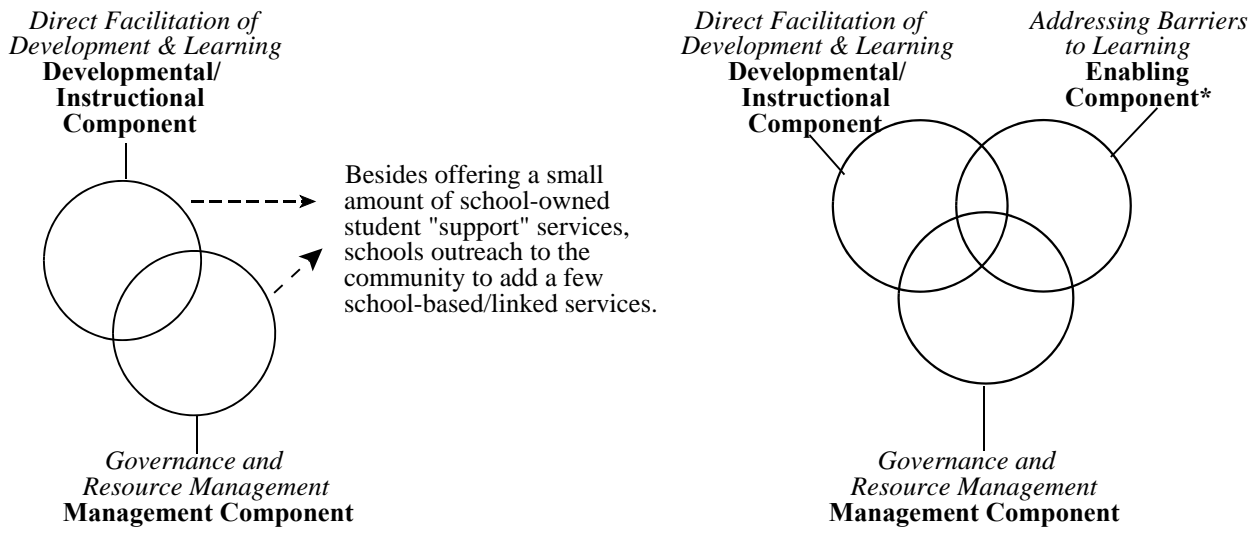 Direct Facilitation of
Development & Learning
Developmental/
Instructional
Component
Besides offering a small
amount of school-owned
student "support" services,
schools outreach to the
community to add a few
school-based/linked services.
Governance and
Resource Management
Management Component
Direct Facilitation of
Development & Learning
Developmental/
Instructional
Component
Addressing Barriers
to Learning
Enabling
Component*
Governance and
Resource Management
Management Component